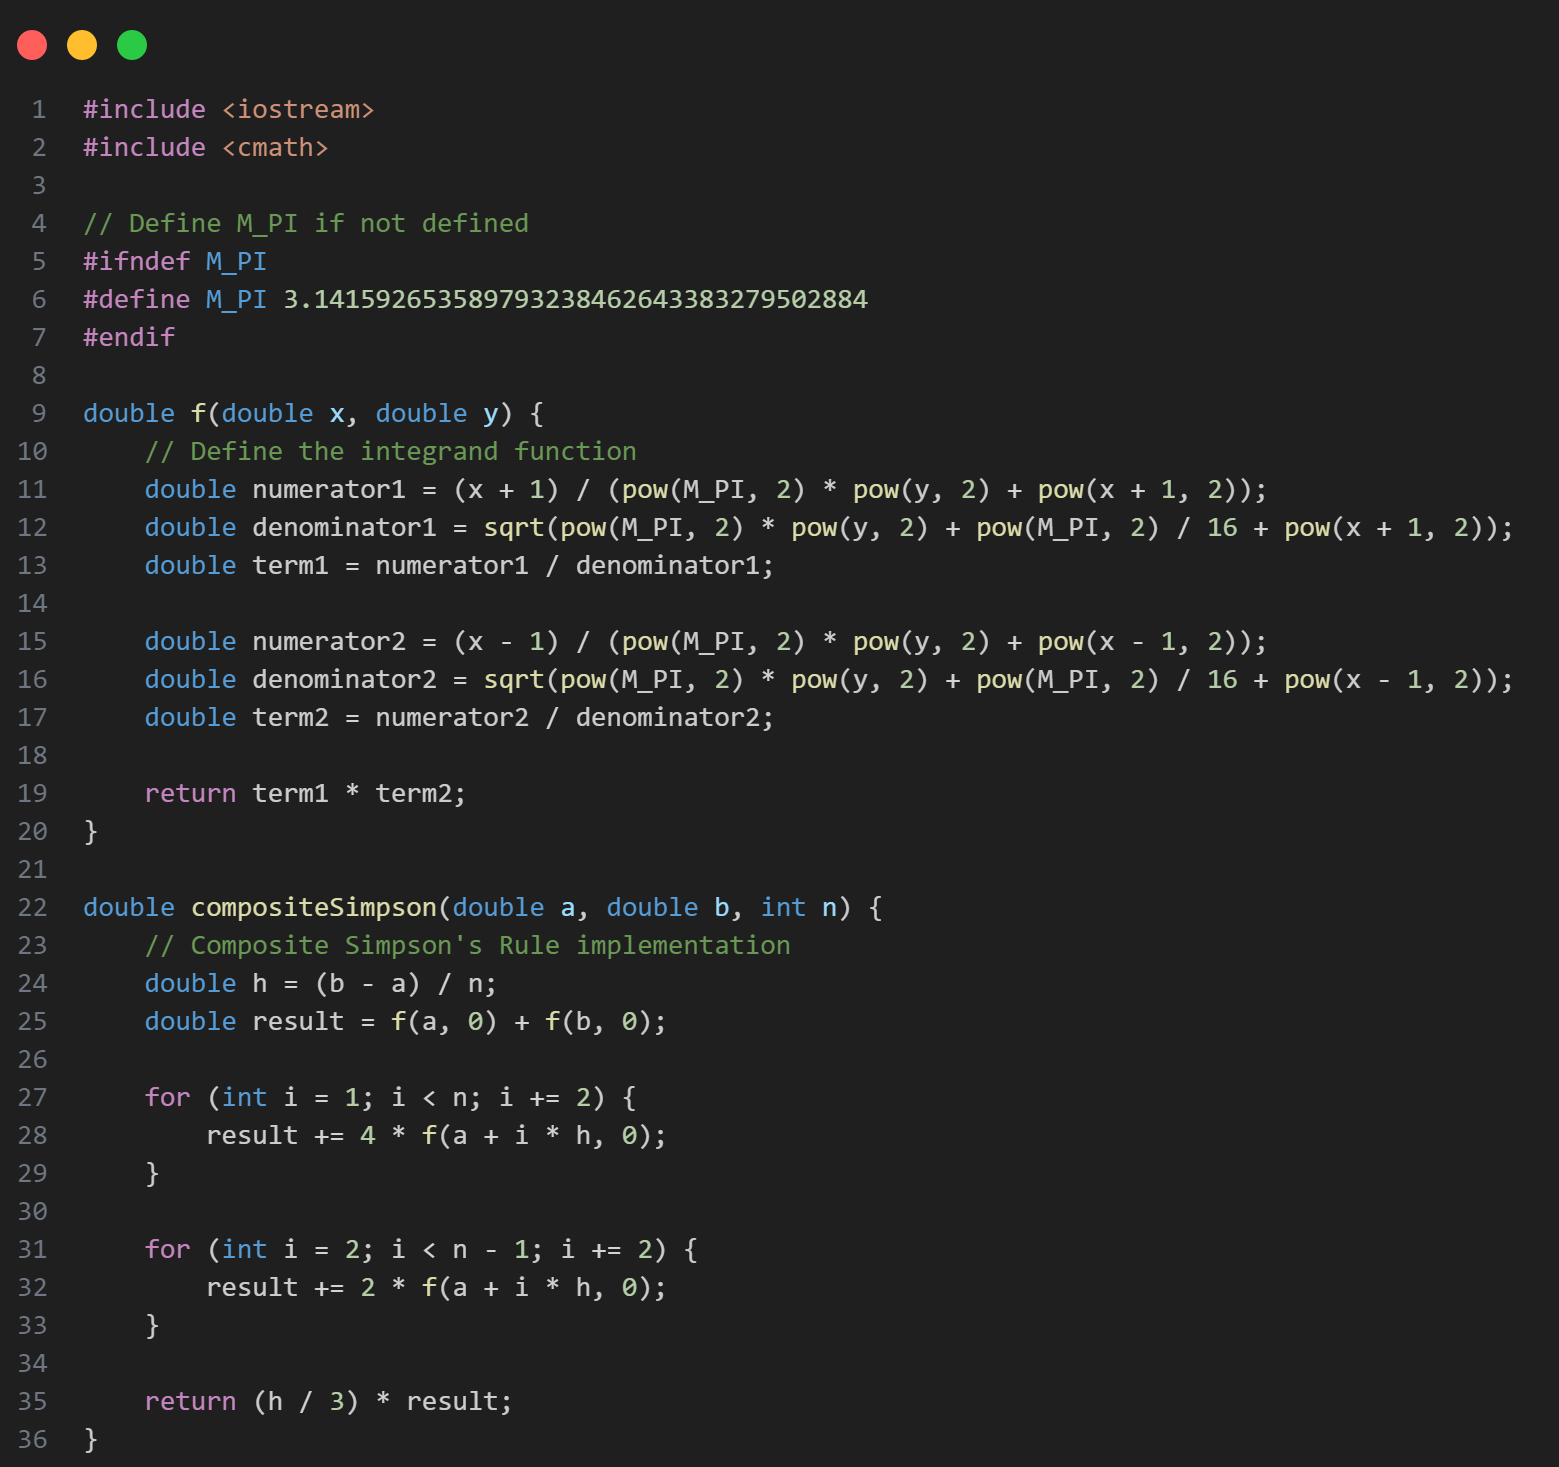 1 #include <iostream>
2 #include <cmath>
3
4 // Define M_PI if not defined
5 #ifndef M_PI
6 #define M_PI 3.14159265358979323846264338327950288​4
7 #endif
8
9 double f(double x, double y) {
10     // Define the integrand function
11     double numerator1 = (x + 1) / (pow(M_PI, 2) * pow(y, 2) + pow(x + 1, 2));
12     double denominator1 = sqrt(pow(M_PI, 2) * pow(y, 2) + pow(M_PI, 2) / 16 + pow(x + 1, 2));
13     double term1 = numerator1 / denominator1;
14
15     double numerator2 = (x - 1) / (pow(M_PI, 2) * pow(y, 2) + pow(x - 1, 2));
16     double denominator2 = sqrt(pow(M_PI, 2) * pow(y, 2) + pow(M_PI, 2) / 16 + pow(x - 1, 2));
17     double term2 = numerator2 / denominator2;
18
19     return term1 * term2;
20 }
21
22 double compositeSimpson(double a, double b, int n) {
23     // Composite Simpson's Rule implementation
24     double h = (b - a) / n;
25     double result = f(a, 0) + f(b, 0);
26
27     for (int i = 1; i < n; i += 2) {
28         result += 4 * f(a + i * h, 0);
29     }
30
31     for (int i = 2; i < n - 1; i += 2) {
32         result += 2 * f(a + i * h, 0);
33     }
34
35     return (h / 3) * result;
36 }